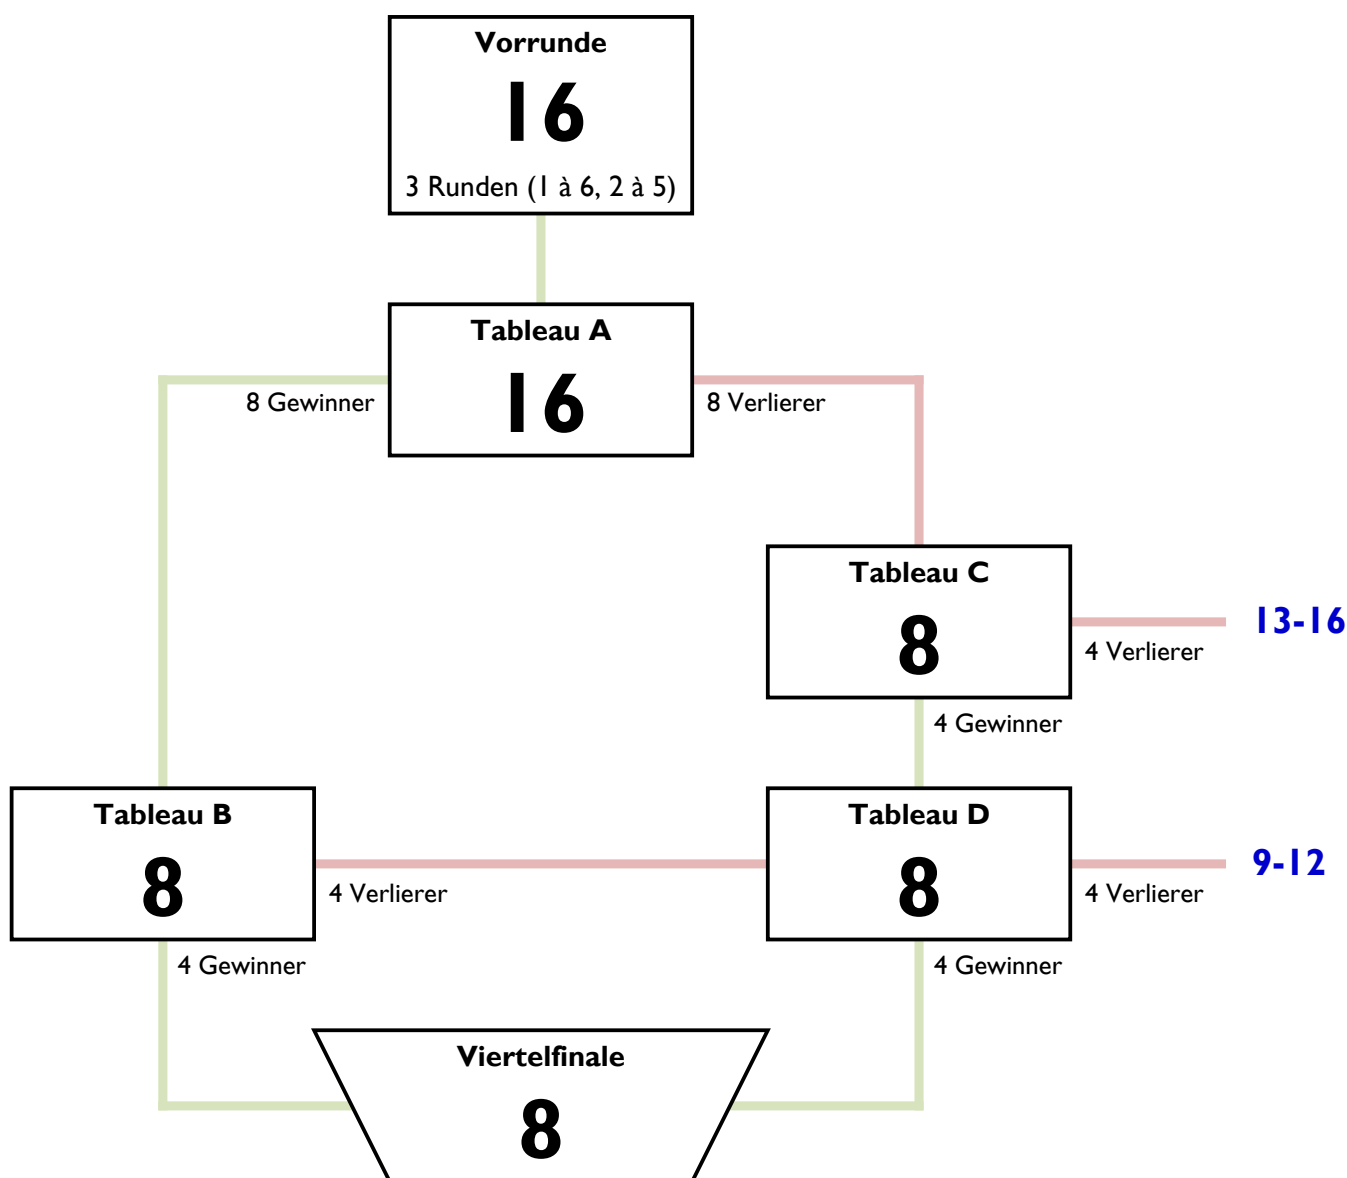 Vorrunde
16
3 Runden (1 à 6, 2 à 5)
Tableau A
16
8 Gewinner
8 Verlierer
Tableau C
8
13-16
4 Verlierer
4 Gewinner
Tableau B
8
4 Verlierer
Tableau D
8
9-12
4 Verlierer
4 Gewinner
4 Gewinner
Viertelfinale
8